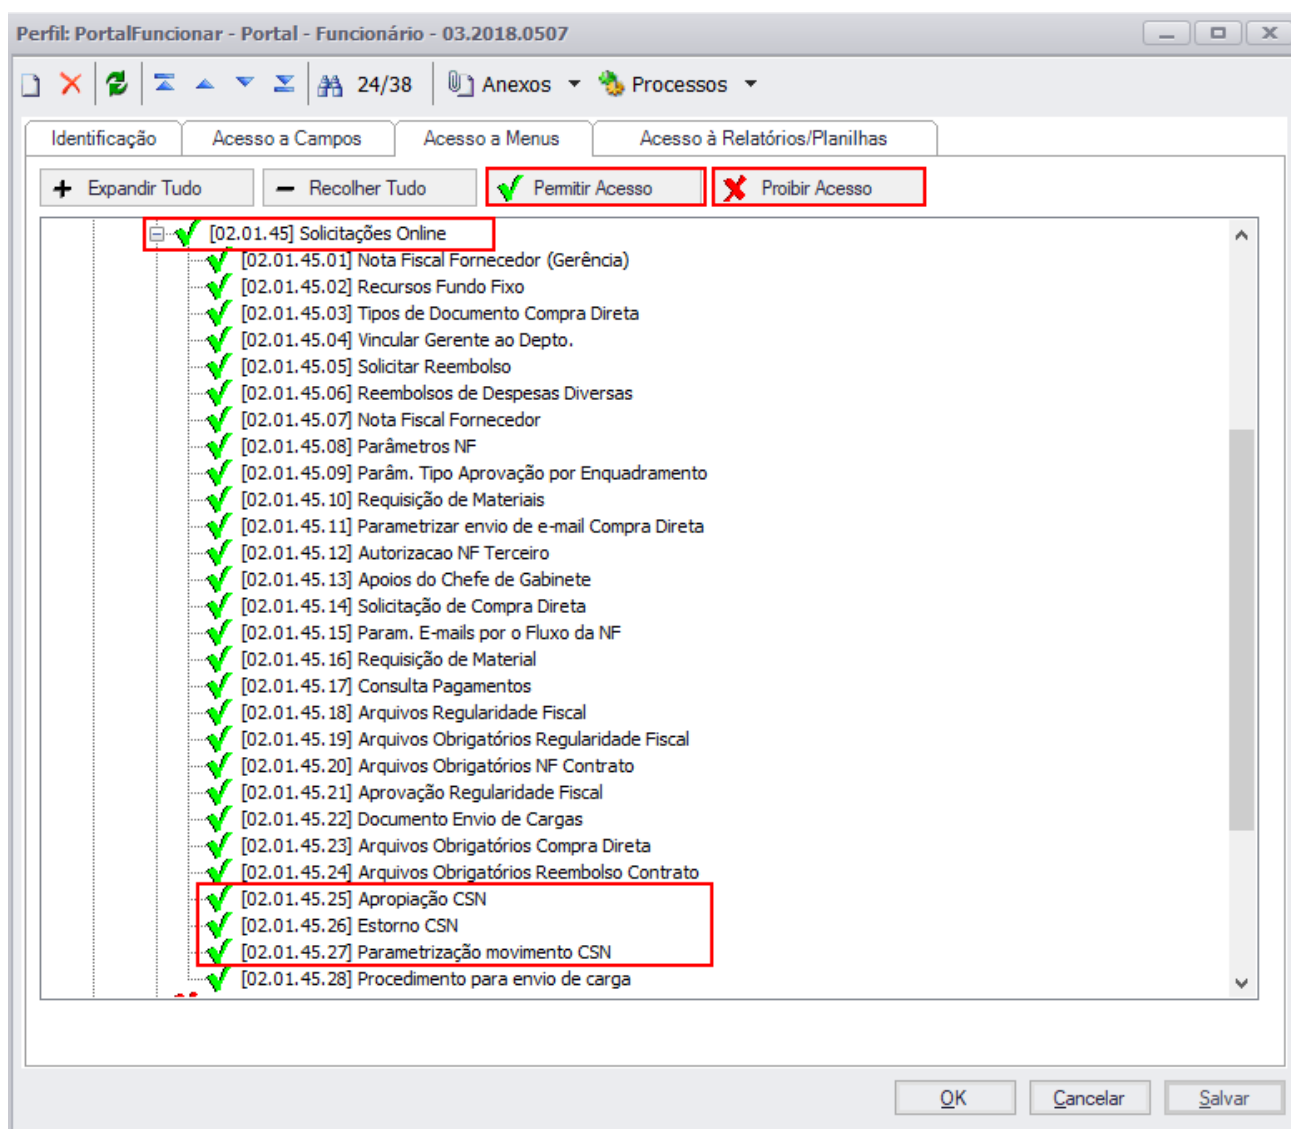 Perfil: PortalFuncionar - Portal - Funcionário - 03.2018.0507
24/38 Anexos Processos
Identificação Acesso a Campos Acesso a Menus Acesso à Relatórios/Planilhas
Expandir Tudo Recolher Tudo Permitir Acesso Proibir Acesso
[02.01.45] Solicitações Online
[02.01.45.01] Nota Fiscal Fornecedor (Gerência)
[02.01.45.02] Recursos Fundo Fixo
[02.01.45.03] Tipos de Documento Compra Direta
[02.01.45.04] Vincular Gerente ao Depto.
[02.01.45.05] Solicitar Reembolso
[02.01.45.06] Reembolsos de Despesas Diversas
[02.01.45.07] Nota Fiscal Fornecedor
[02.01.45.08] Parâmetros NF
[02.01.45.09] Parâm. Tipo Aprovação por Enquadramento
[02.01.45.10] Requisição de Materiais
[02.01.45.11] Parametrizar envio de e-mail Compra Direta
[02.01.45.12] Autorizacao NF Terceiro
[02.01.45.13] Apoios do Chefe de Gabinete
[02.01.45.14] Solicitação de Compra Direta
[02.01.45.15] Param. E-mails por o Fluxo da NF
[02.01.45.16] Requisição de Material
[02.01.45.17] Consulta Pagamentos
[02.01.45.18] Arquivos Regularidade Fiscal
[02.01.45.19] Arquivos Obrigatórios Regularidade Fiscal
[02.01.45.20] Arquivos Obrigatórios NF Contrato
[02.01.45.21] Aprovação Regularidade Fiscal
[02.01.45.22] Documento Envio de Cargas
[02.01.45.23] Arquivos Obrigatórios Compra Direta
[02.01.45.24] Arquivos Obrigatórios Reembolso Contrato
[02.01.45.25] Apropiação CSN
[02.01.45.26] Estorno CSN
[02.01.45.27] Parametrização movimento CSN
[02.01.45.28] Procedimento para envio de carga
OK Cancelar Salvar